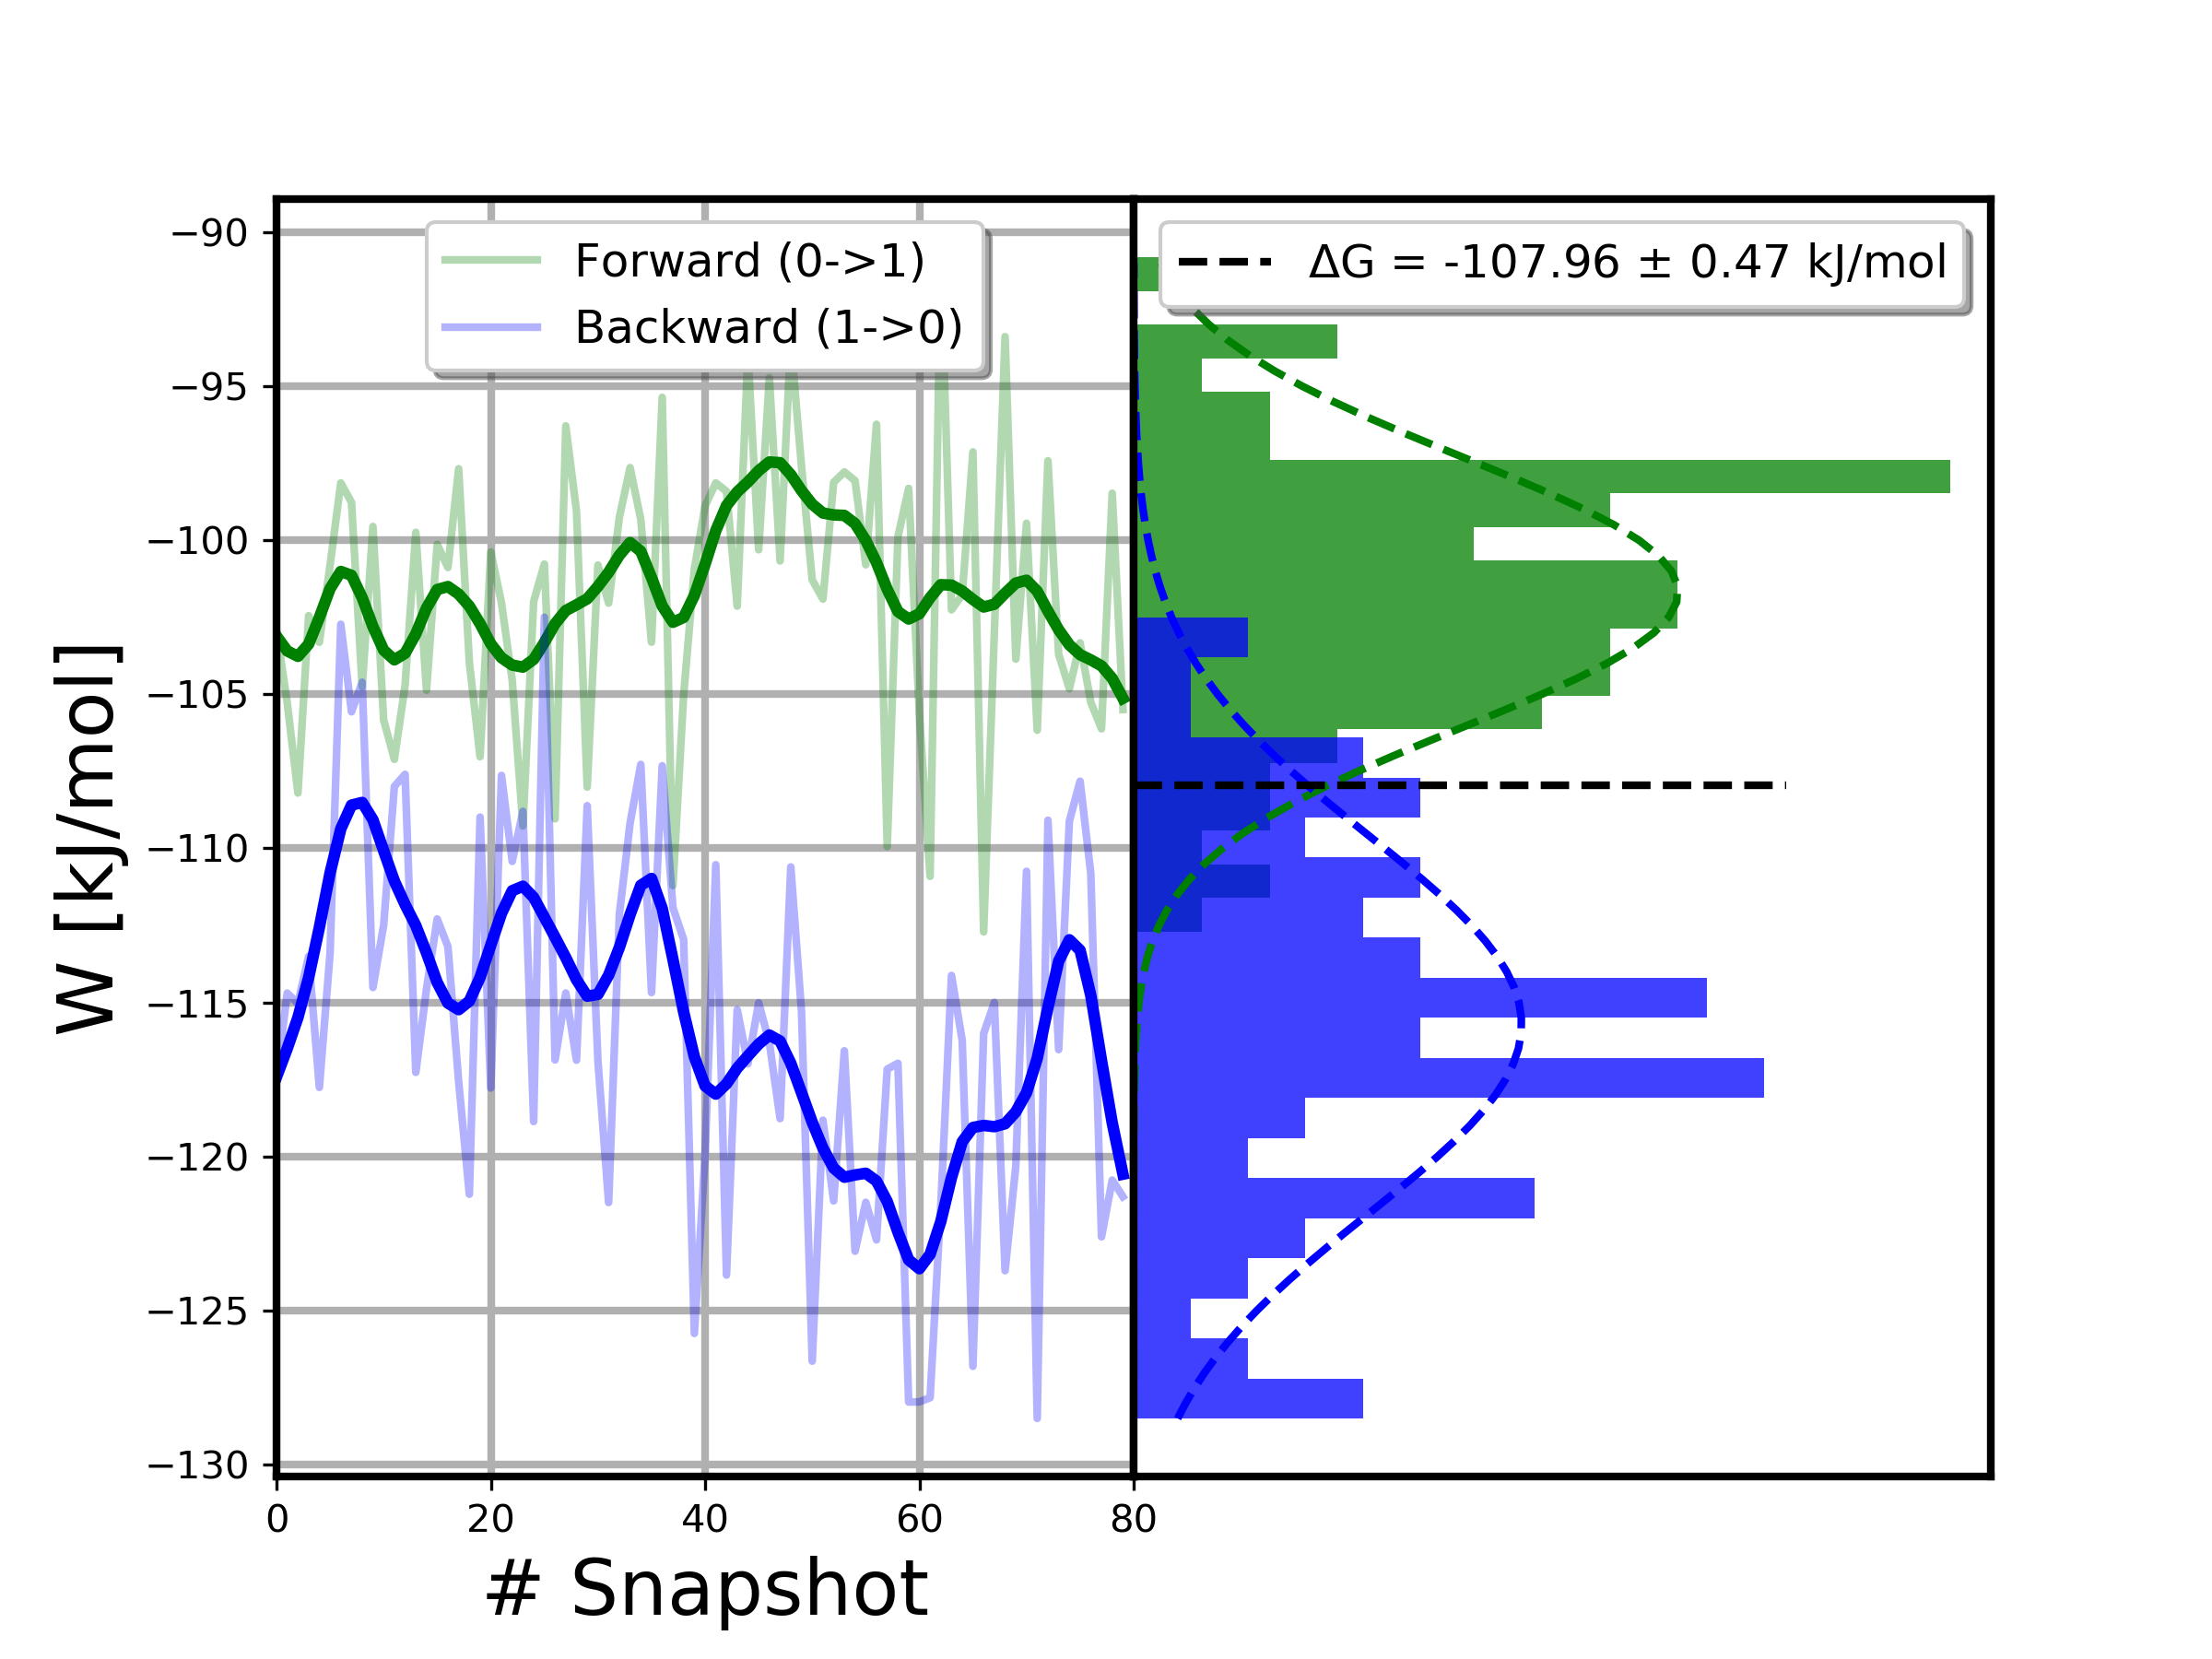 W [kJ/mol]
−90
−95
−100
−105
−110
−115
−120
−125
−130
Forward (0->1)
Backward (1->0)
ΔG = -107.96 ± 0.47 kJ/mol
0 20 40 60 80
# Snapshot